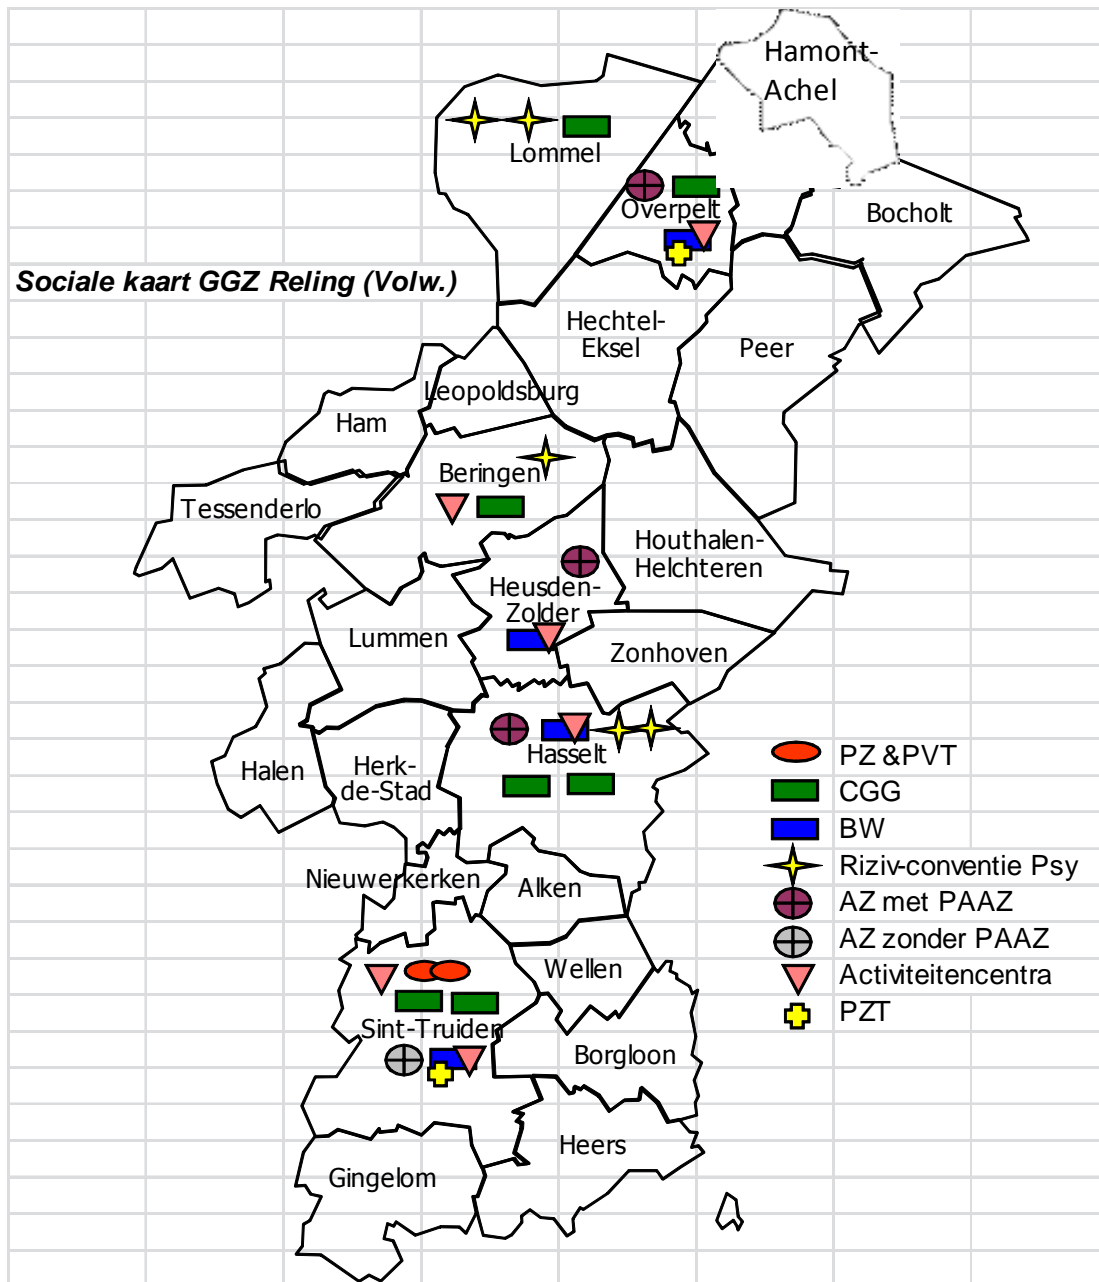 Hamont-
Achel
Lommel
Overpelt
Bocholt
Sociale kaart GGZ Reling (Volw.)
Hechtel-
Eksel
Peer
Leopoldsburg
Ham
Beringen
Tessenderlo
Houthalen-
Helchteren
Heusden-
Zolder
Lummen
Zonhoven
Hasselt
Halen
Herk-
de-Stad
PZ &PVT
CGG
BW
Riziv-conventie Psy
AZ met PAAZ
AZ zonder PAAZ
Activiteitencentra
PZT
Nieuwerkerken
Alken
Wellen
Sint-Truiden
Borgloon
Heers
Gingelom